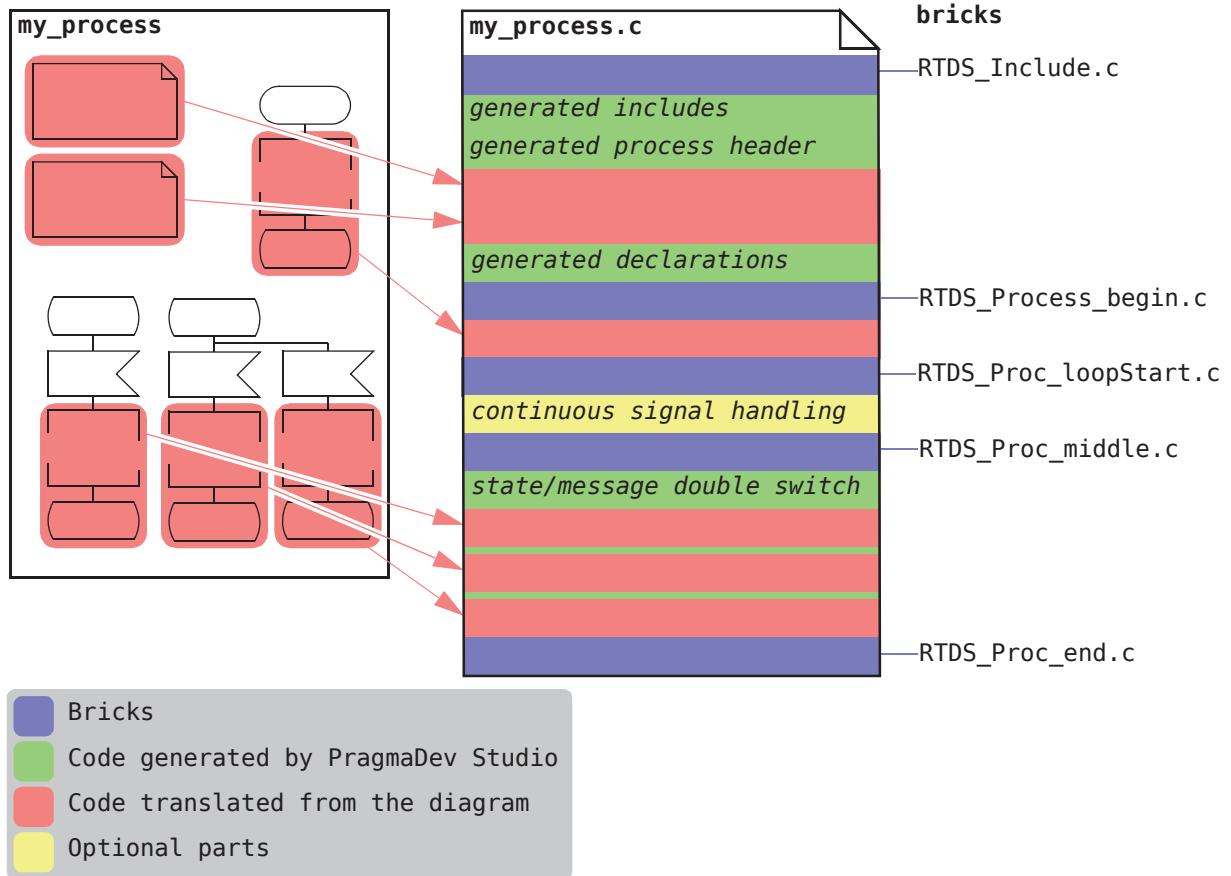 my_process
my_process.c
bricks
RTDS_Include.c
generated includes
generated process header
generated declarations
RTDS_Process_begin.c
RTDS_Proc_loopStart.c
continuous signal handling
RTDS_Proc_middle.c
state/message double switch
RTDS_Proc_end.c
Bricks
Code generated by PragmaDev Studio
Code translated from the diagram
Optional parts